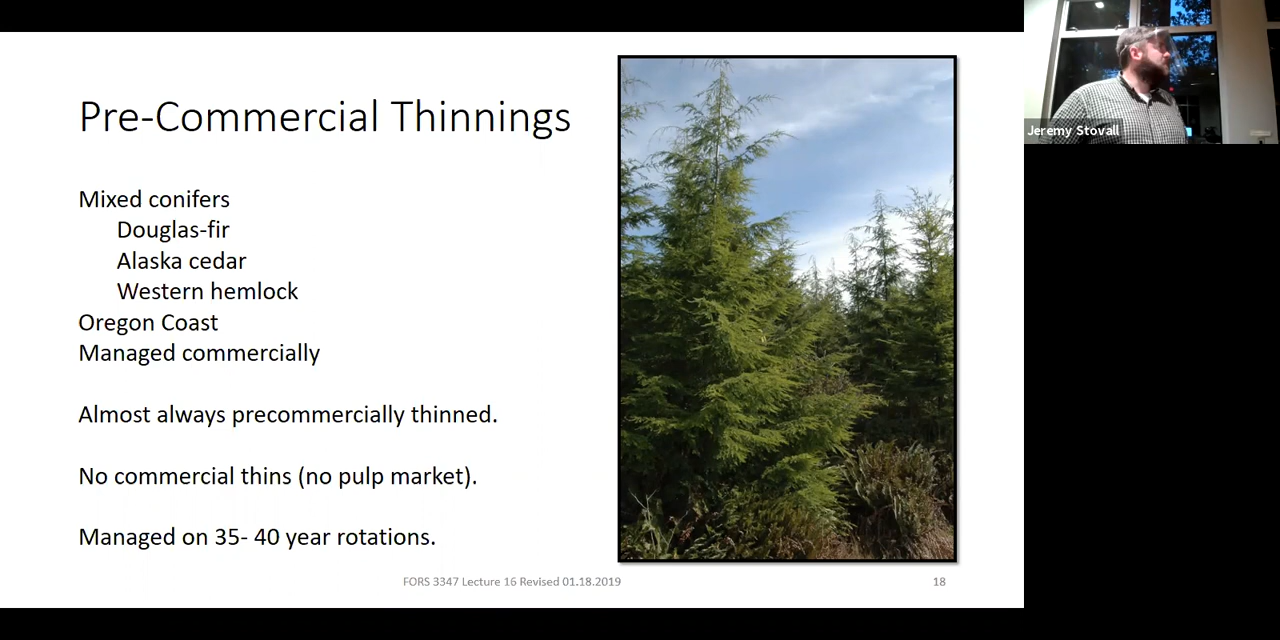 Pre-Commercial Thinnings
Mixed conifers
Douglas-fir
Alaska cedar
Western hemlock
Oregon Coast
Managed commercially
Almost always precommercially thinned.
No commercial thins (no pulp market).
Managed on 35- 40 year rotations.
FORS 3347 Lecture 16 Revised 01.18.2019
18
Jeremy Stovall